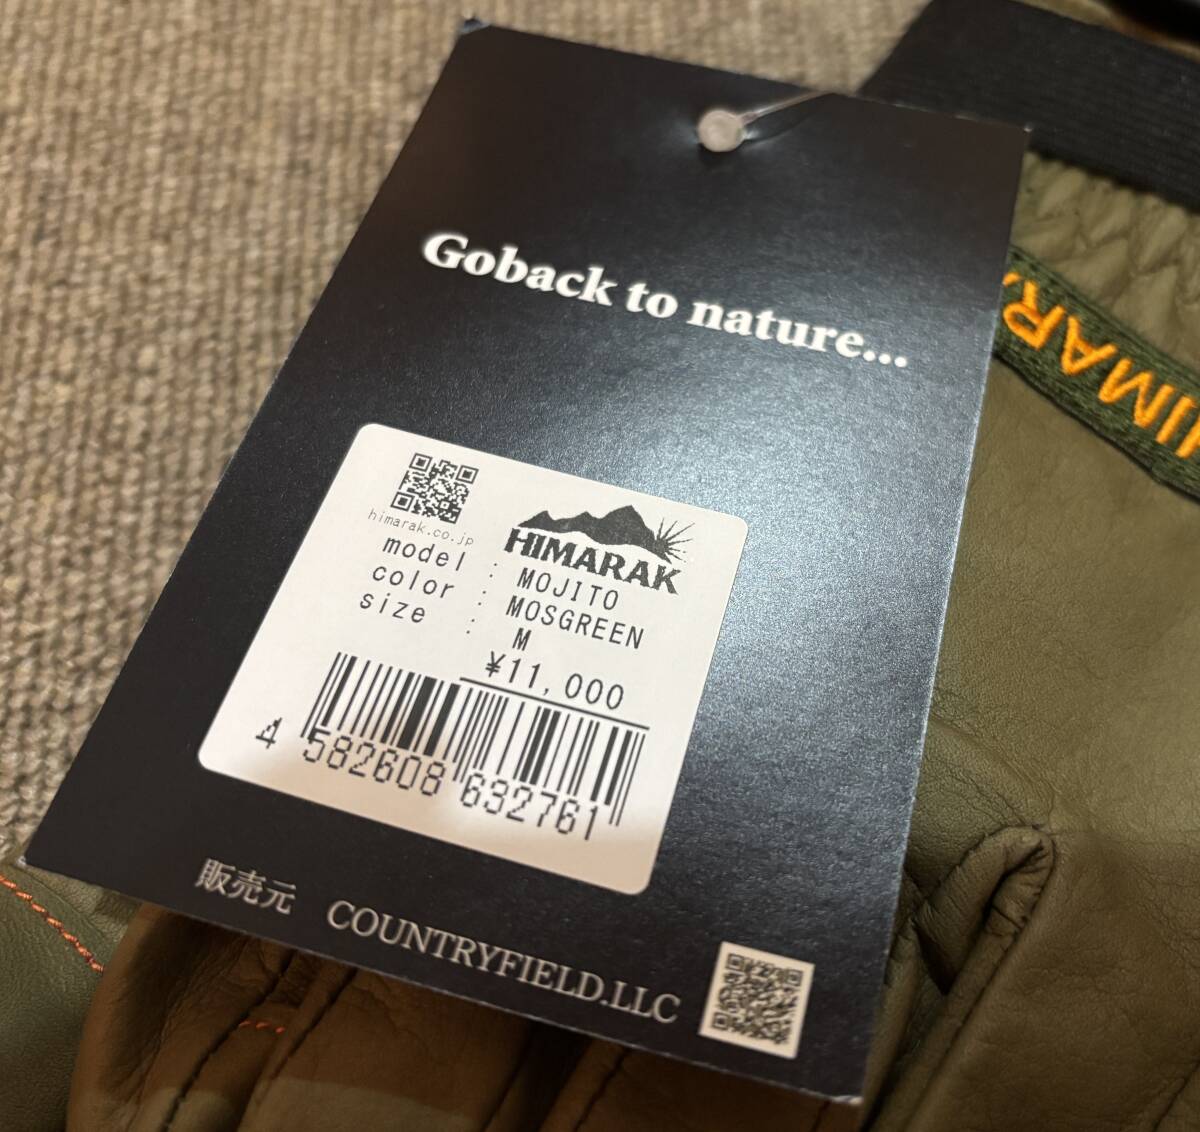 Goback to nature...
himarak.co.jp
HIMARAK
model : MOJITO
color : MOSGREEN
size : M
¥11,000
4 582608 632761
販売元 COUNTRYFIELD.LLC
HIMARA